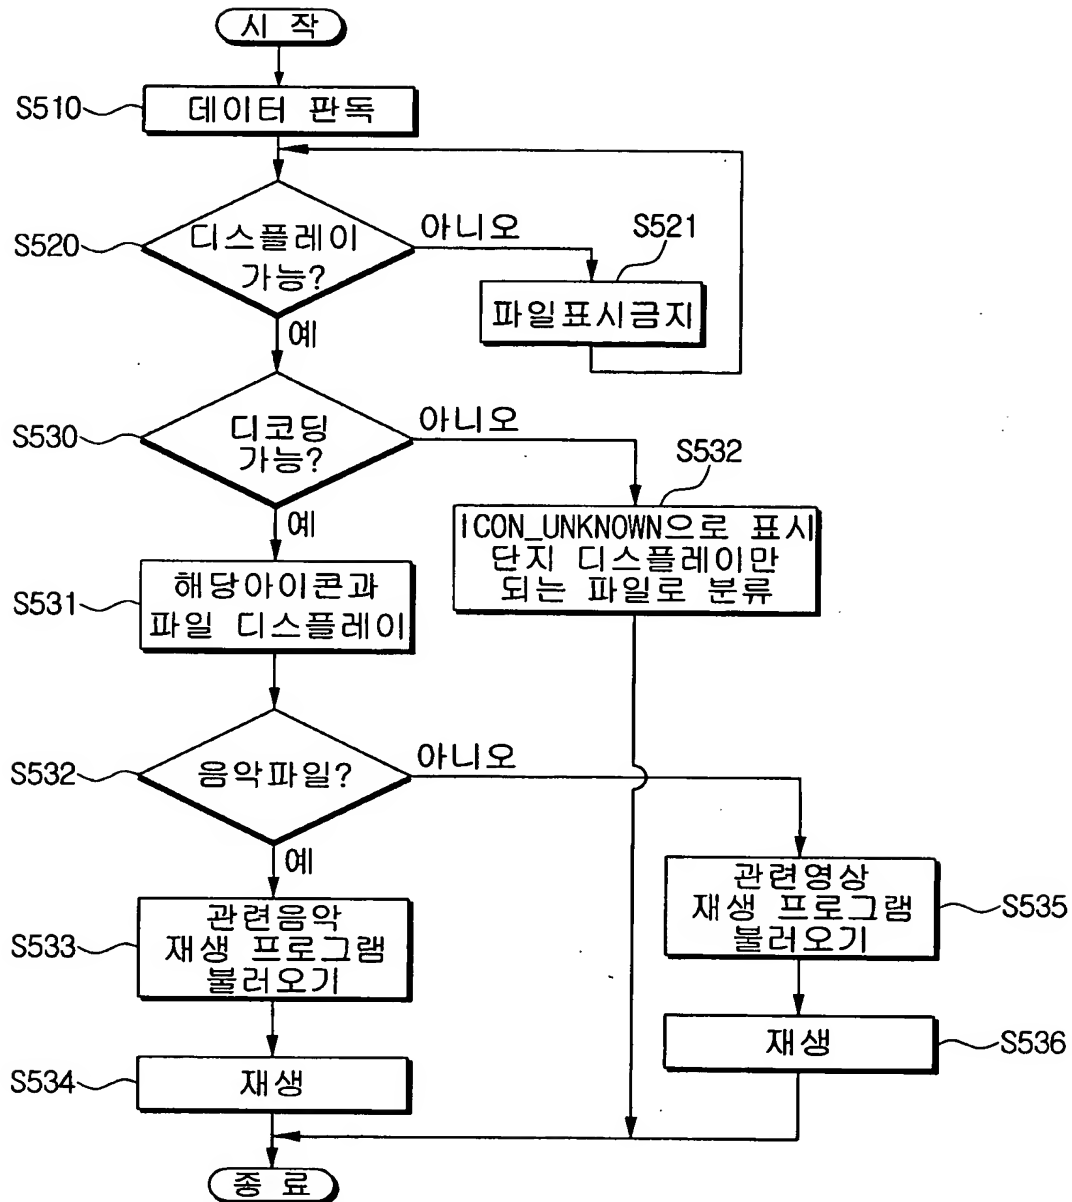 시 작
S510
데이터 판독
S520
디스플레이
가능?
아니오
S521
파일표시금지
예
S530
디코딩
가능?
아니오
S532
ICON_UNKNOWN으로 표시
단지 디스플레이만
되는 파일로 분류
예
S531
해당아이콘과
파일 디스플레이
S532
음악파일?
아니오
예
S533
관련음악
재생 프로그램
불러오기
관련영상
재생 프로그램
불러오기
S535
S534
재생
재생
S536
종 료